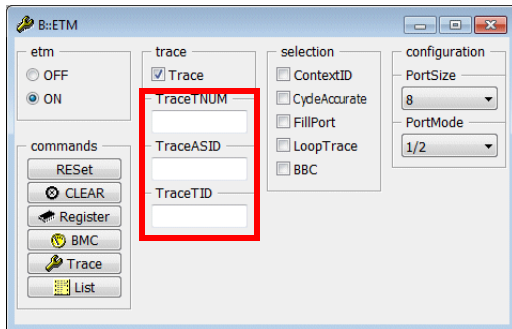 B::ETM
etm
OFF
ON
commands
RESet
CLEAR
Register
BMC
Trace
List
trace
Trace
TraceTNUM
TraceASID
TraceTID
selection
ContextID
CycleAccurate
FillPort
LoopTrace
BBC
configuration
PortSize
8
PortMode
1/2